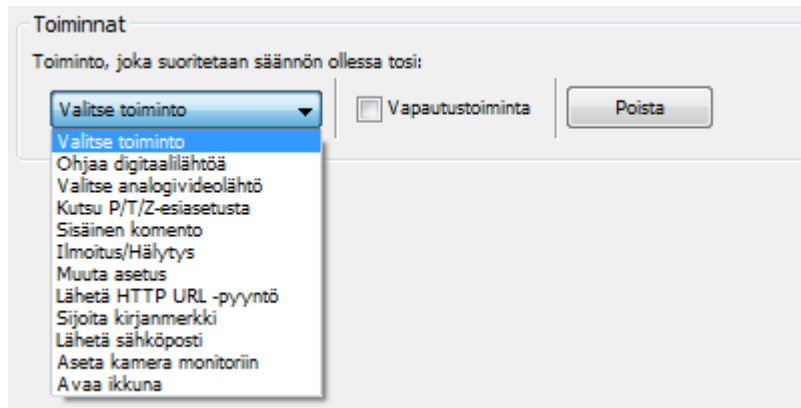 Toiminnat
Toiminto, joka suoritetaan säännön ollessa tosi:
Valitse toiminto
Vapautustoiminta
Poista
Valitse toiminto
Ohjaa digitaalilähtöä
Valitse analogivideolähtö
Kutsu P/T/Z-esiasetusta
Sisäinen komento
Ilmoitus/Hälytys
Muuta asetus
Lähetä HTTP URL -pyyntö
Sijoita kirjanmerkki
Lähetä sähköposti
Aseta kamera monitoriin
Avaa ikkuna